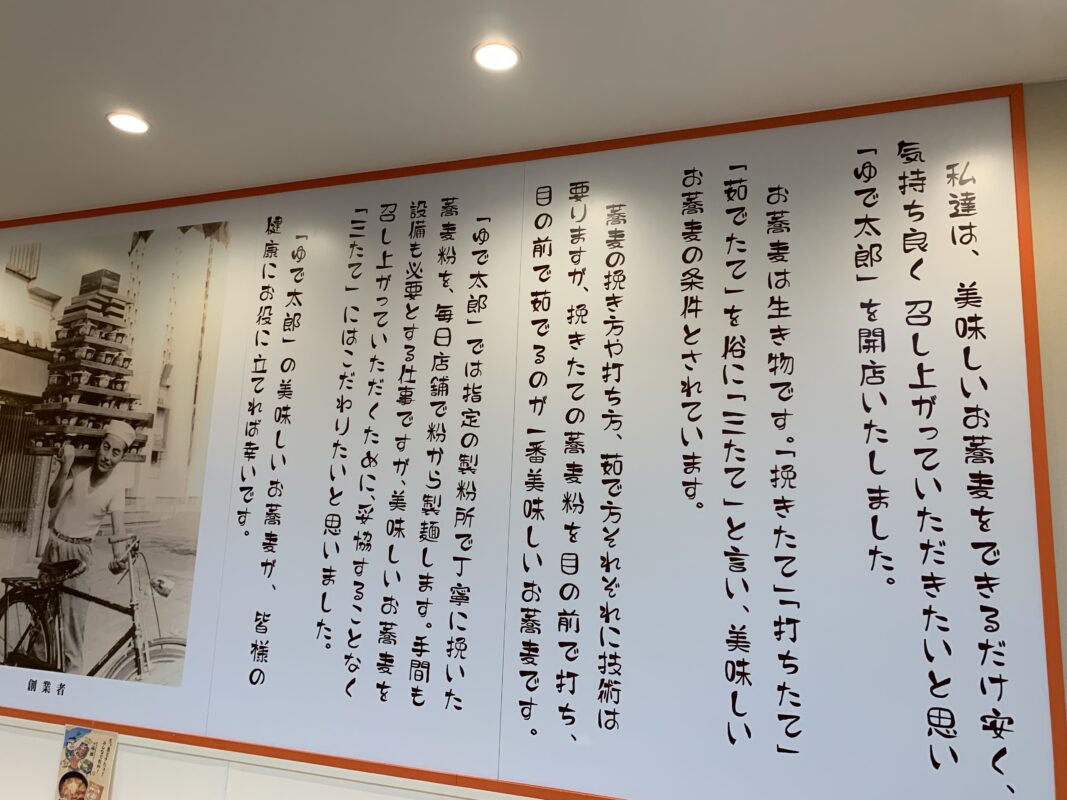 私達は、美味しいお蕎麦をできるだけ安く、
気持ち良く 召し上がっていただきたいと思い
「ゆで太郎」を開店いたしました。
お蕎麦は生き物です。「挽きたて」「打ちたて」
「茹でたて」を俗に「三たて」と言い、美味しい
お蕎麦の条件とされています。
蕎麦の挽き方や打ち方、茹で方それぞれに技術は
要りますが、挽きたての蕎麦粉を目の前で打ち、
目の前で茹でるのが一番美味しいお蕎麦です。
「ゆで太郎」では指定の製粉所で丁寧に挽いた
蕎麦粉を、毎日店舗で粉から製麺します。手間も
設備も必要とする仕事ですが、美味しいお蕎麦を
召し上がっていただくために、妥協することなく
「三たて」にはこだわりたいと思いました。
「ゆで太郎」の美味しいお蕎麦が、 皆様の
健康にお役に立てれば幸いです。
創業者